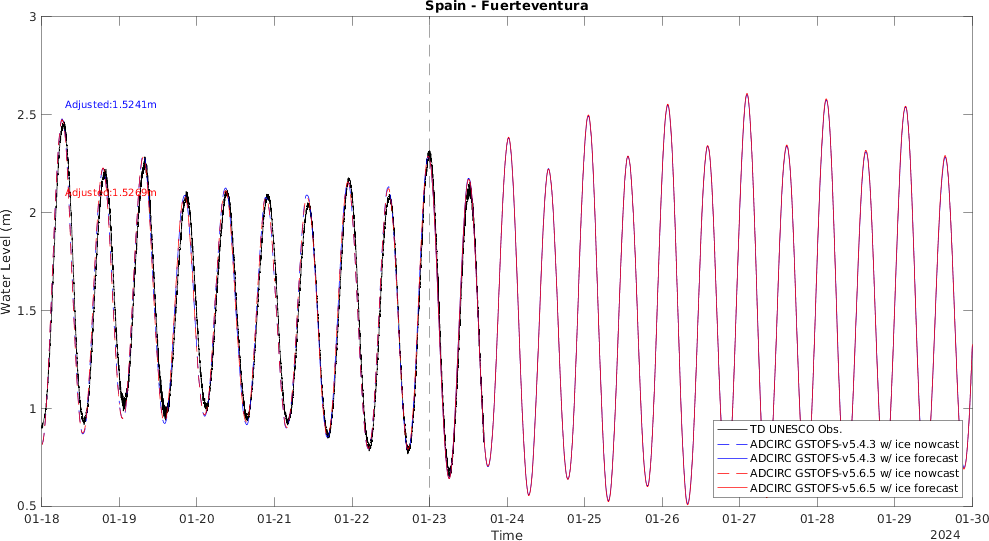 Spain - Fuerteventura
3
2.5
2
1.5
1
0.5
Water Level (m)
Adjusted:1.5241m
Adjusted:1.5269m
TD UNESCO Obs.
ADCIRC GSTOFS-v5.4.3 w/ ice nowcast
ADCIRC GSTOFS-v5.4.3 w/ ice forecast
ADCIRC GSTOFS-v5.6.5 w/ ice nowcast
ADCIRC GSTOFS-v5.6.5 w/ ice forecast
01-18 01-19 01-20 01-21 01-22 01-23 01-24 01-25 01-26 01-27 01-28 01-29 01-30
Time
2024